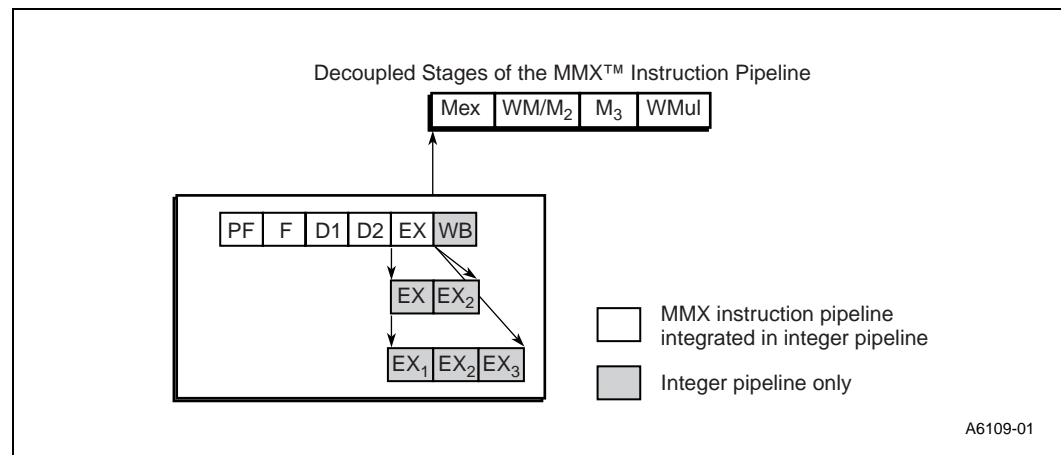 Decoupled Stages of the MMX™ Instruction Pipeline
Mex WM/M₂ M₃ WMul
PF F D1 D2 EX WB
EX EX₂
EX₁ EX₂ EX₃
MMX instruction pipeline
integrated in integer pipeline
Integer pipeline only
A6109-01